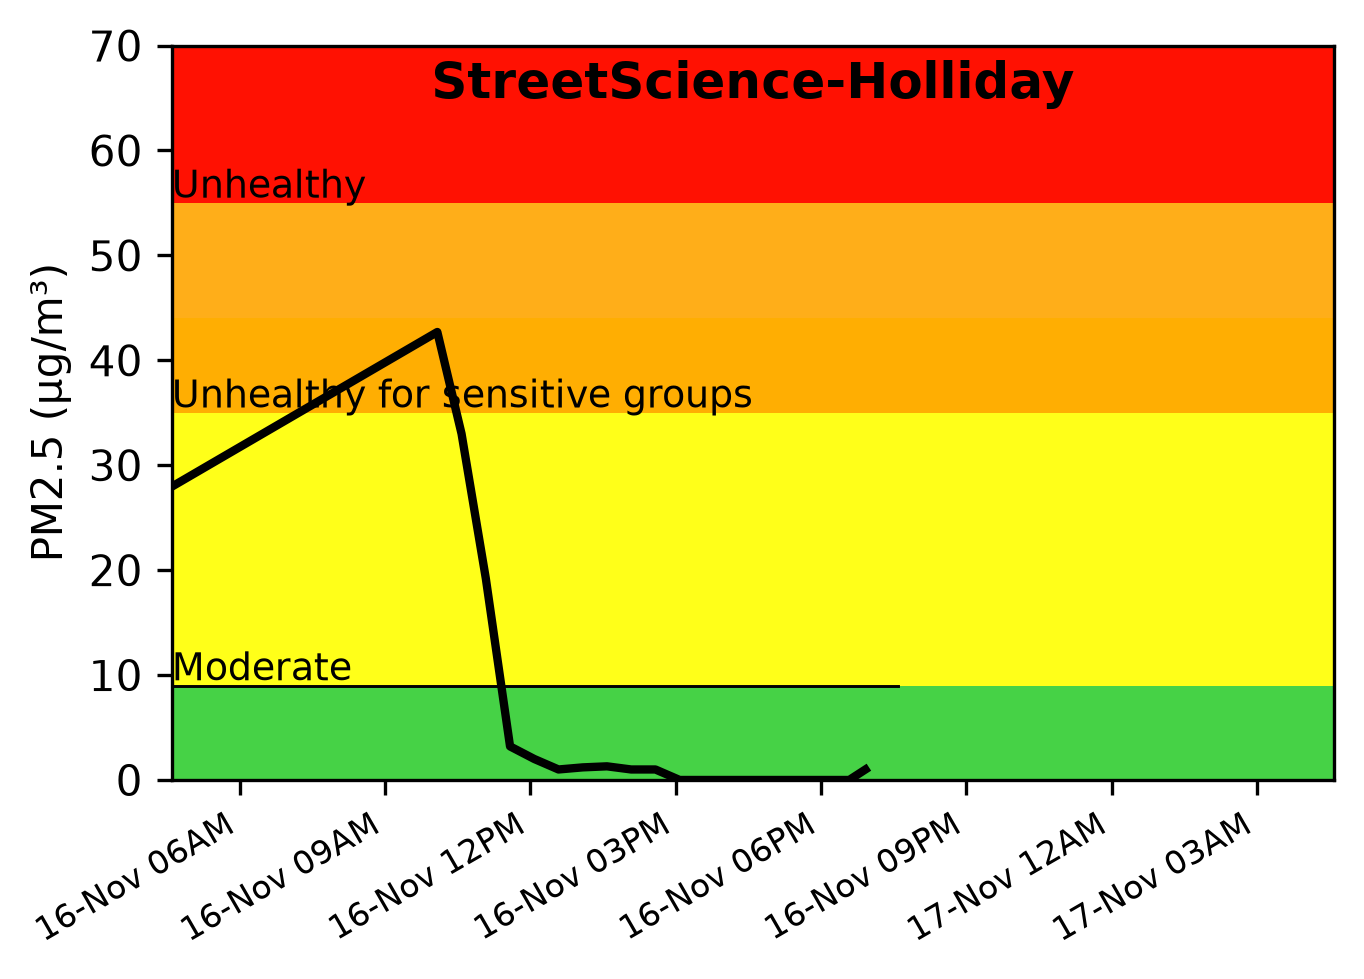 StreetScience-Holliday
PM2.5 (µg/m³)
70
60
50
40
30
20
10
0
Unhealthy
Unhealthy for sensitive groups
Moderate
16-Nov 06AM
16-Nov 09AM
16-Nov 12PM
16-Nov 03PM
16-Nov 06PM
16-Nov 09PM
17-Nov 12AM
17-Nov 03AM